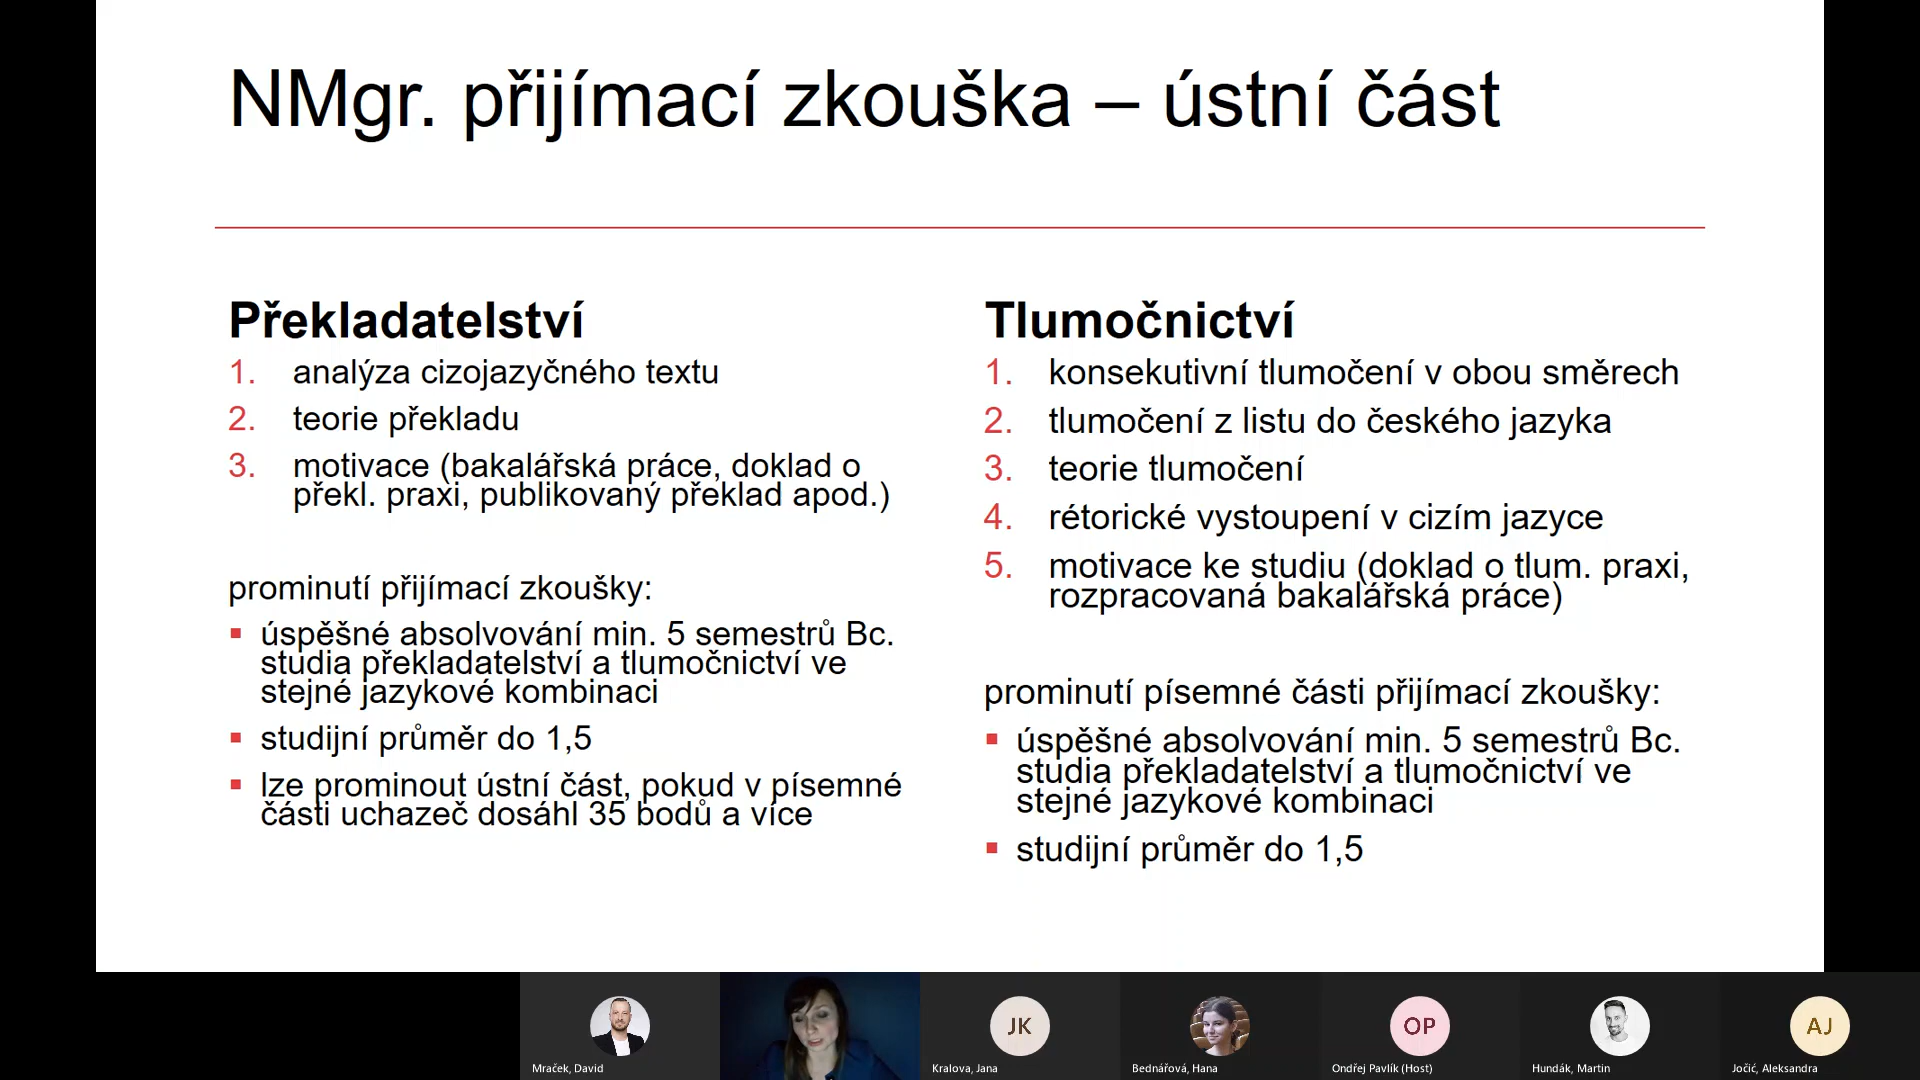 NMgr. přijímací zkouška – ústní část
Překladatelství
1. analýza cizojazyčného textu
2. teorie překladu
3. motivace (bakalářská práce, doklad o
překl. praxi, publikovaný překlad apod.)
prominutí přijímací zkoušky:
▪ úspěšné absolvování min. 5 semestrů Bc.
studia překladatelství a tlumočnictví ve
stejné jazykové kombinaci
▪ studijní průměr do 1,5
▪ lze prominout ústní část, pokud v písemné
části uchazeč dosáhl 35 bodů a více
Tlumočnictví
1. konsekutivní tlumočení v obou směrech
2. tlumočení z listu do českého jazyka
3. teorie tlumočení
4. rétorické vystoupení v cizím jazyce
5. motivace ke studiu (doklad o tlum. praxi,
rozpracovaná bakalářská práce)
prominutí písemné části přijímací zkoušky:
▪ úspěšné absolvování min. 5 semestrů Bc.
studia překladatelství a tlumočnictví ve
stejné jazykové kombinaci
▪ studijní průměr do 1,5
JK
OP
AJ
Mraček, David
Kralova, Jana
Bednářová, Hana
Ondřej Pavlík (Host)
Hundák, Martin
Jočić, Aleksandra